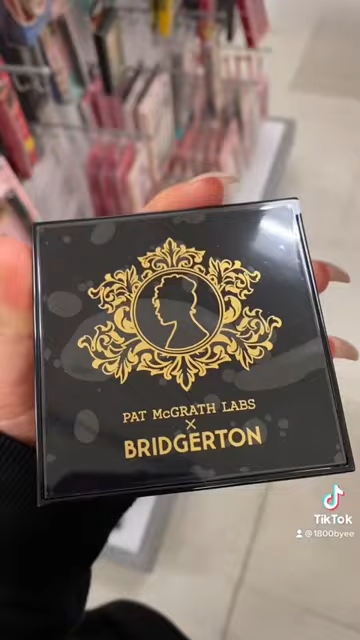 PAT McGRATH LABS
X
BRIDGERTON
TikTok
@1800byee